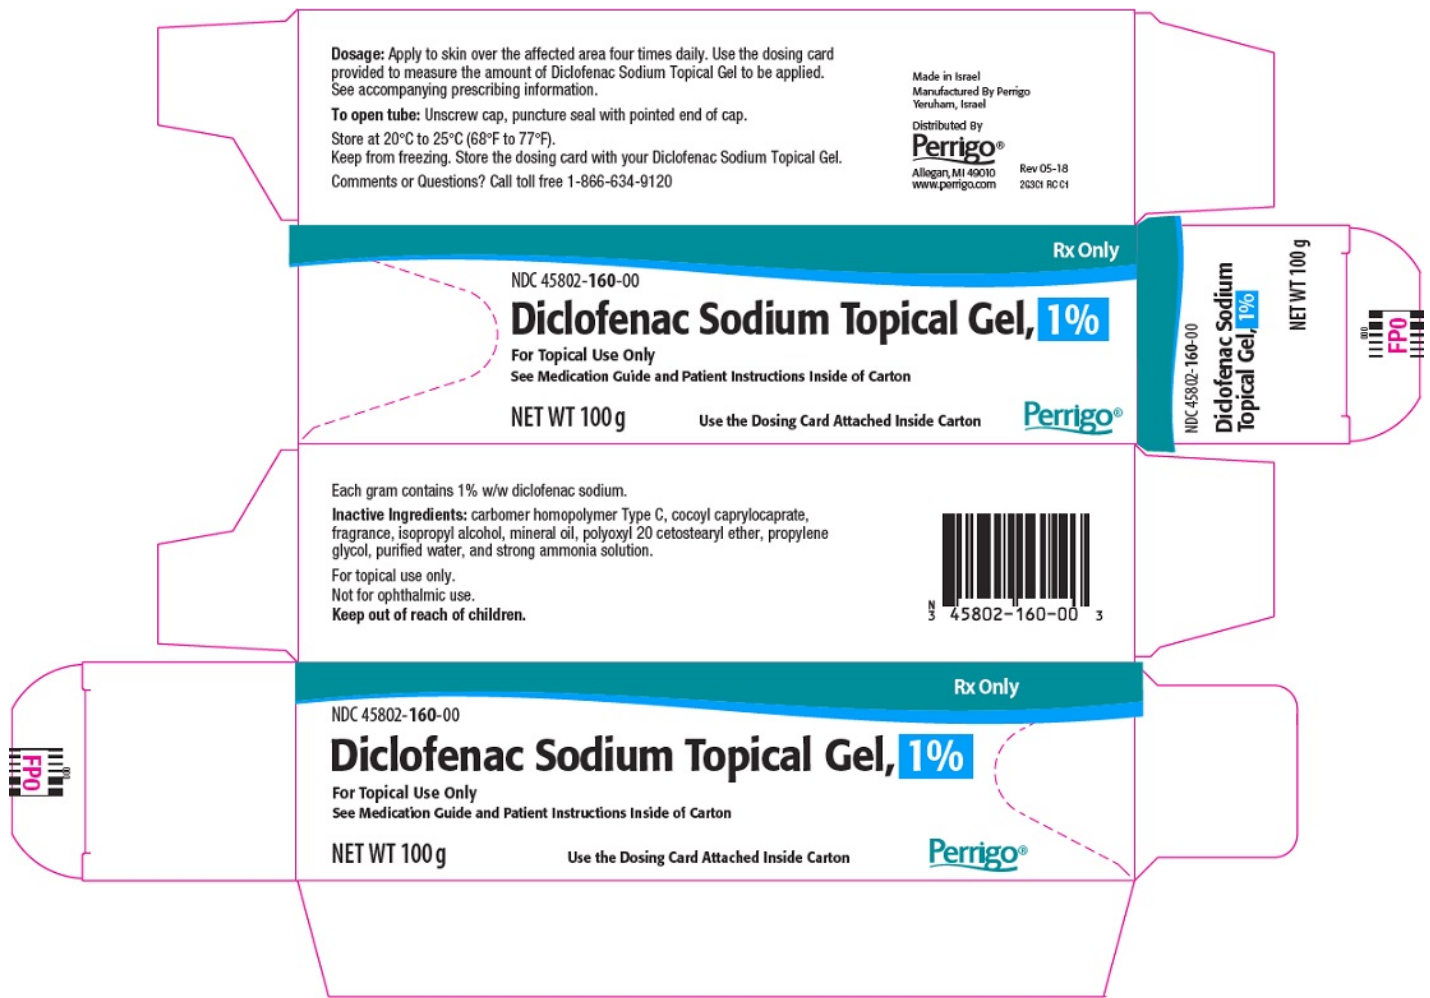 Dosage: Apply to skin over the affected area four times daily. Use the dosing card
provided to measure the amount of Diclofenac Sodium Topical Gel to be applied.
See accompanying prescribing information.
To open tube: Unscrew cap, puncture seal with pointed end of cap.
Store at 20°C to 25°C (68°F to 77°F).
Keep from freezing. Store the dosing card with your Diclofenac Sodium Topical Gel.
Comments or Questions? Call toll free 1-866-634-9120
Made in Israel
Manufactured By Perrigo
Yeruham, Israel
Distributed By
Perrigo®
Allegan, MI 49010
www.perrigo.com
Rev 05-18
2G3C1 RC C1
Rx Only
NDC 45802-160-00
Diclofenac Sodium Topical Gel, 1%
For Topical Use Only
See Medication Guide and Patient Instructions Inside of Carton
NET WT 100 g
Use the Dosing Card Attached Inside Carton
Perrigo®
NDC 45802-160-00
Diclofenac Sodium
Topical Gel, 1%
NET WT 100 g
000
FPO
Each gram contains 1% w/w diclofenac sodium.
Inactive Ingredients: carbomer homopolymer Type C, cocoyl caprylocaprate,
fragrance, isopropyl alcohol, mineral oil, polyoxyl 20 cetostearyl ether, propylene
glycol, purified water, and strong ammonia solution.
For topical use only.
Not for ophthalmic use.
Keep out of reach of children.
N
3 45802-160-00 3
Rx Only
NDC 45802-160-00
Diclofenac Sodium Topical Gel, 1%
For Topical Use Only
See Medication Guide and Patient Instructions Inside of Carton
NET WT 100 g
Use the Dosing Card Attached Inside Carton
Perrigo®
FPO
000